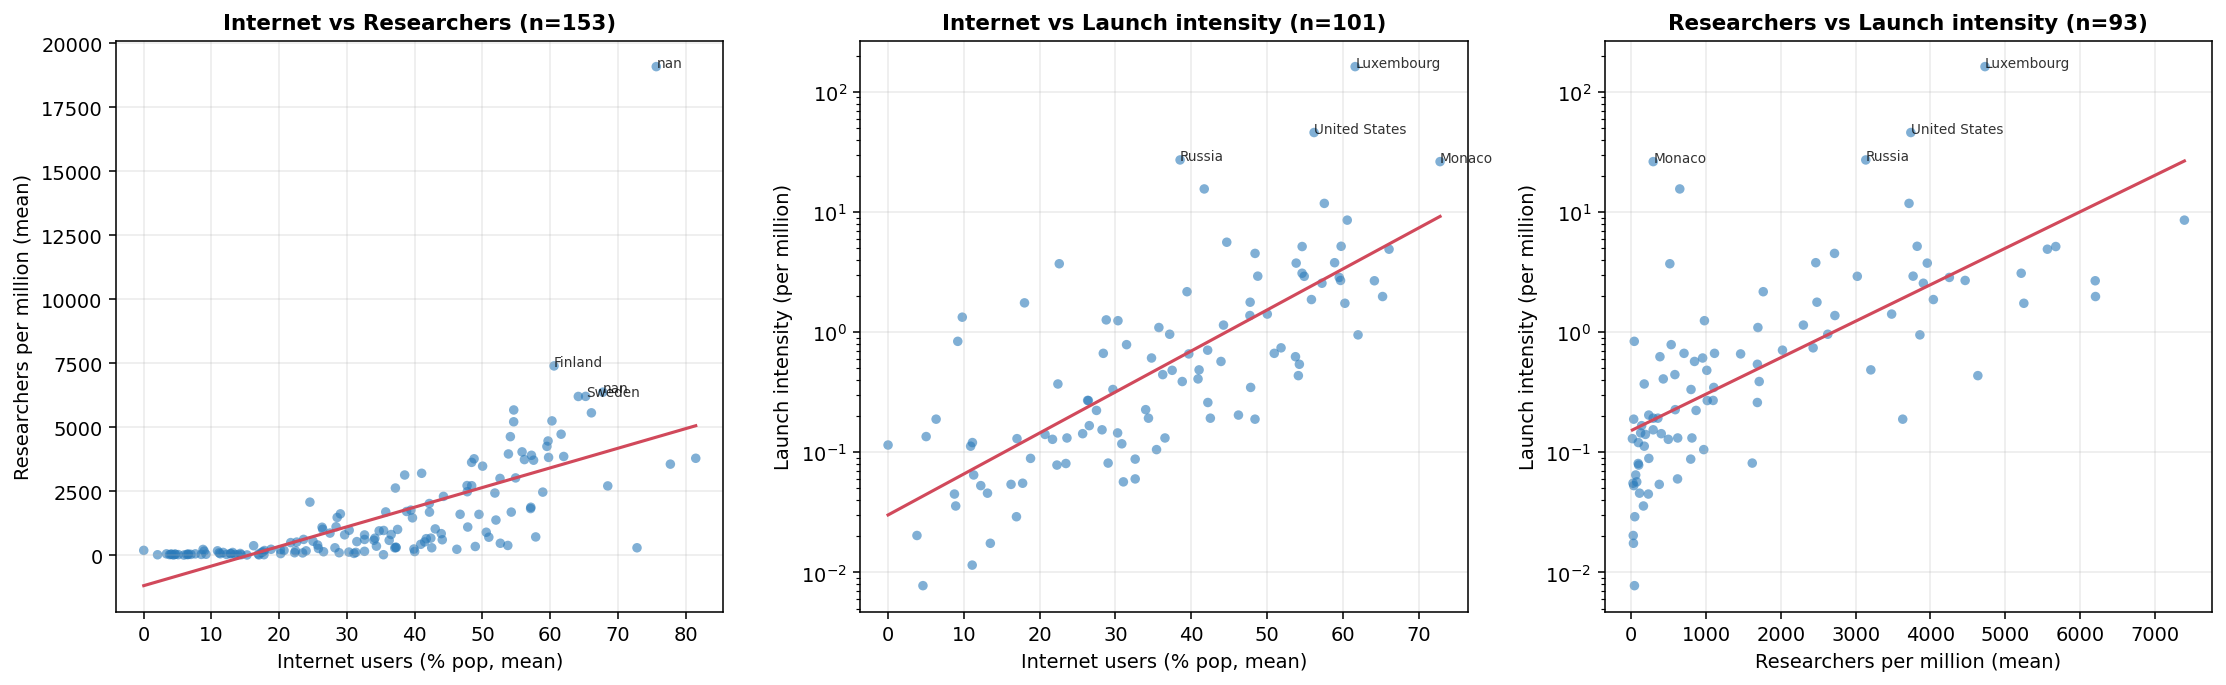 Internet vs Researchers (n=153)
20000
17500
15000
12500
10000
7500
5000
2500
0
Researchers per million (mean)
nan
Finland
nan
Sweden
0 10 20 30 40 50 60 70 80
Internet users (% pop, mean)
Internet vs Launch intensity (n=101)
10²
10¹
10⁰
10⁻¹
10⁻²
Launch intensity (per million)
Luxembourg
United States
Russia
Monaco
0 10 20 30 40 50 60 70
Internet users (% pop, mean)
Researchers vs Launch intensity (n=93)
10²
10¹
10⁰
10⁻¹
10⁻²
Launch intensity (per million)
Luxembourg
United States
Monaco
Russia
0 1000 2000 3000 4000 5000 6000 7000
Researchers per million (mean)